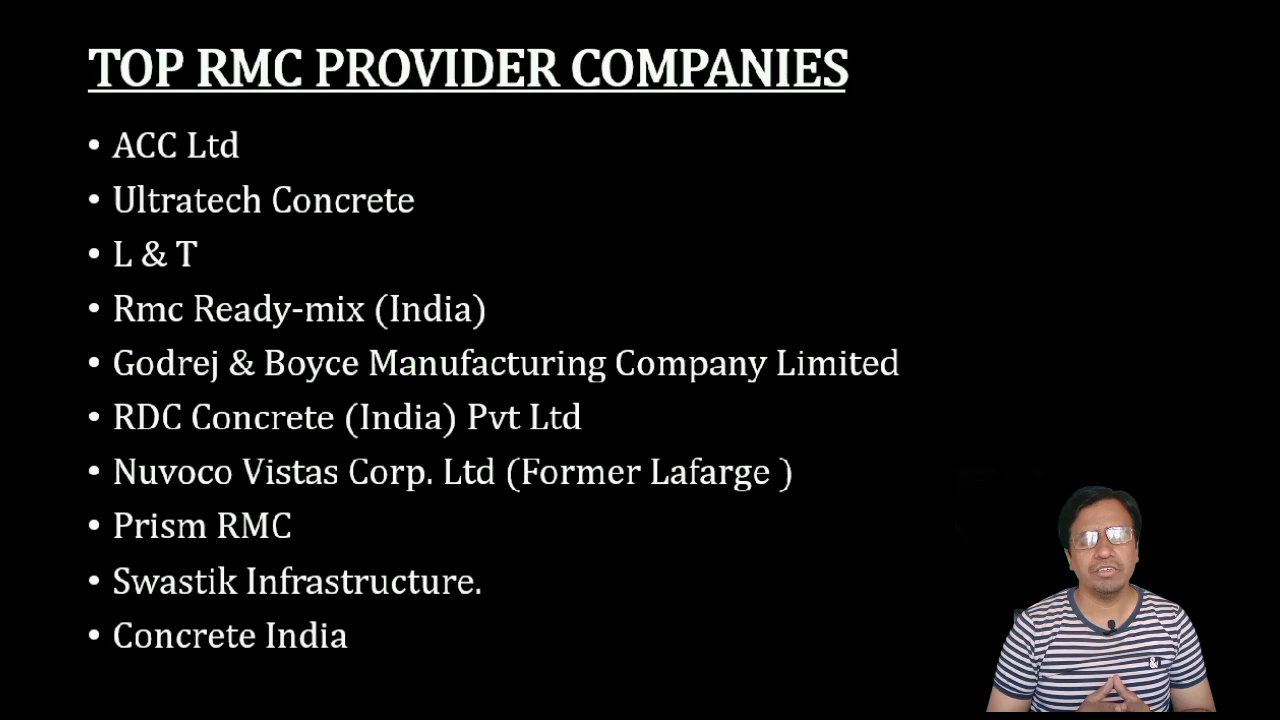 TOP RMC PROVIDER COMPANIES
• ACC Ltd
• Ultratech Concrete
• L & T
• Rmc Ready-mix (India)
• Godrej & Boyce Manufacturing Company Limited
• RDC Concrete (India) Pvt Ltd
• Nuvoco Vistas Corp. Ltd (Former Lafarge )
• Prism RMC
• Swastik Infrastructure.
• Concrete India